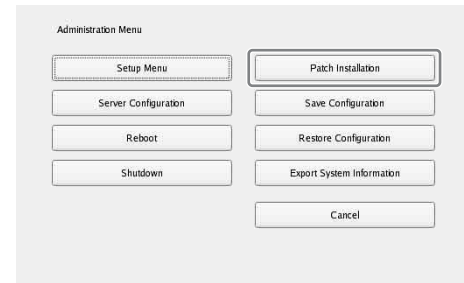 Administration Menu
Setup Menu
Patch Installation
Server Configuration
Save Configuration
Reboot
Restore Configuration
Shutdown
Export System Information
Cancel